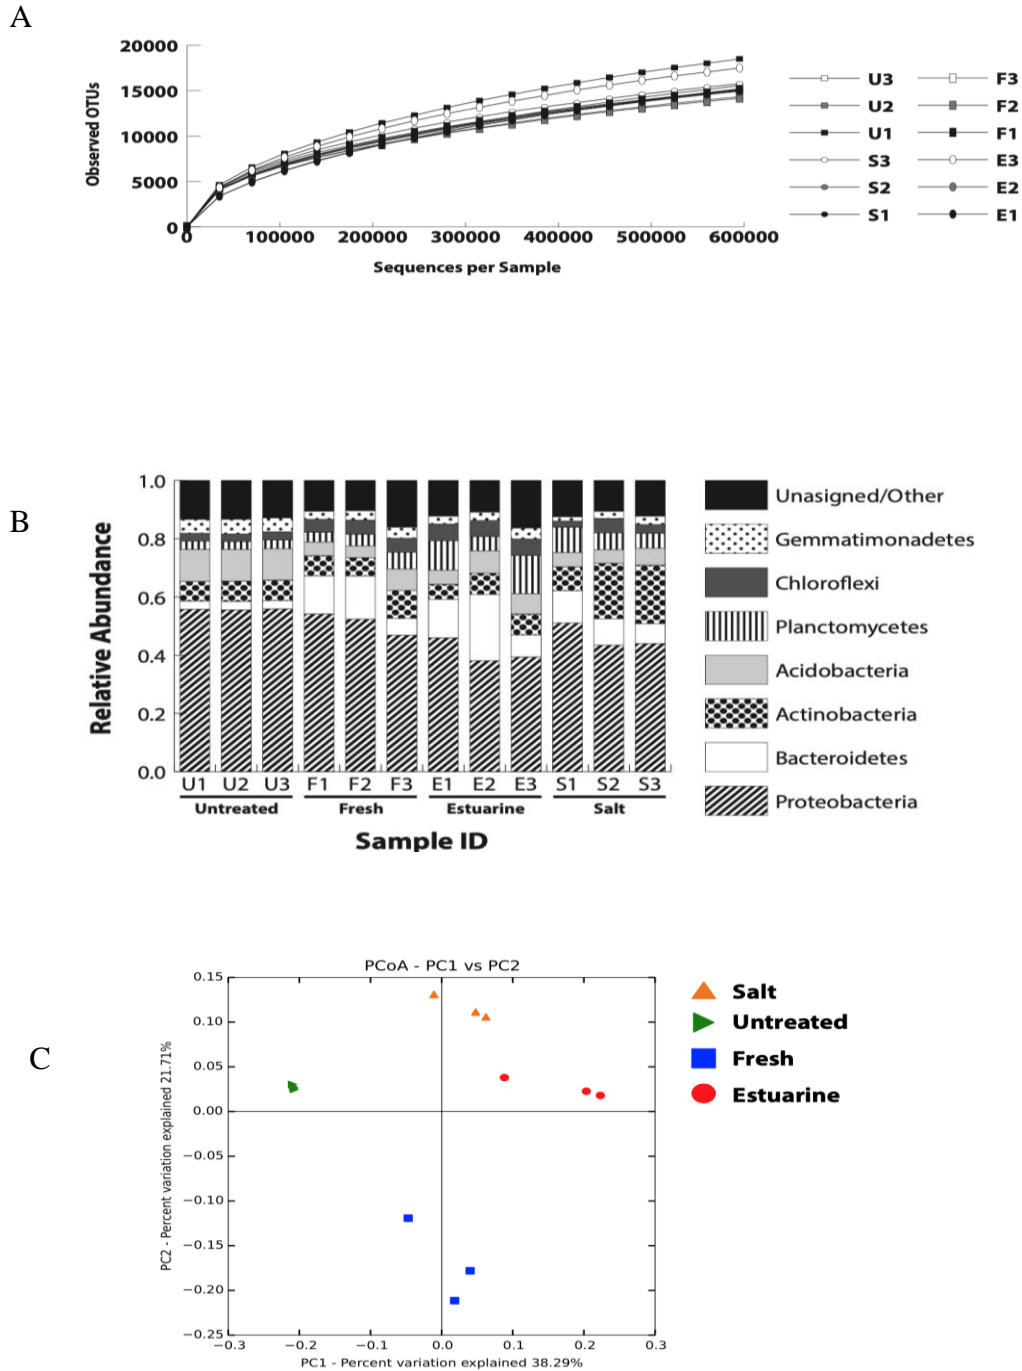 A
20000
15000
10000
5000
0
Observed OTUs
0 100000 200000 300000 400000 500000 600000
Sequences per Sample
U3 F3
U2 F2
U1 F1
S3 E3
S2 E2
S1 E1
B
1.0
0.8
0.6
0.4
0.2
0.0
Relative Abundance
U1 U2 U3 F1 F2 F3 E1 E2 E3 S1 S2 S3
Untreated Fresh Estuarine Salt
Sample ID
Unasigned/Other
Gemmatimonadetes
Chloroflexi
Planctomycetes
Acidobacteria
Actinobacteria
Bacteroidetes
Proteobacteria
C
PCoA - PC1 vs PC2
0.15
0.10
0.05
0.00
−0.05
−0.10
−0.15
−0.20
−0.25
PC2 - Percent variation explained 21.71%
−0.3 −0.2 −0.1 0.0 0.1 0.2 0.3
PC1 - Percent variation explained 38.29%
Salt
Untreated
Fresh
Estuarine